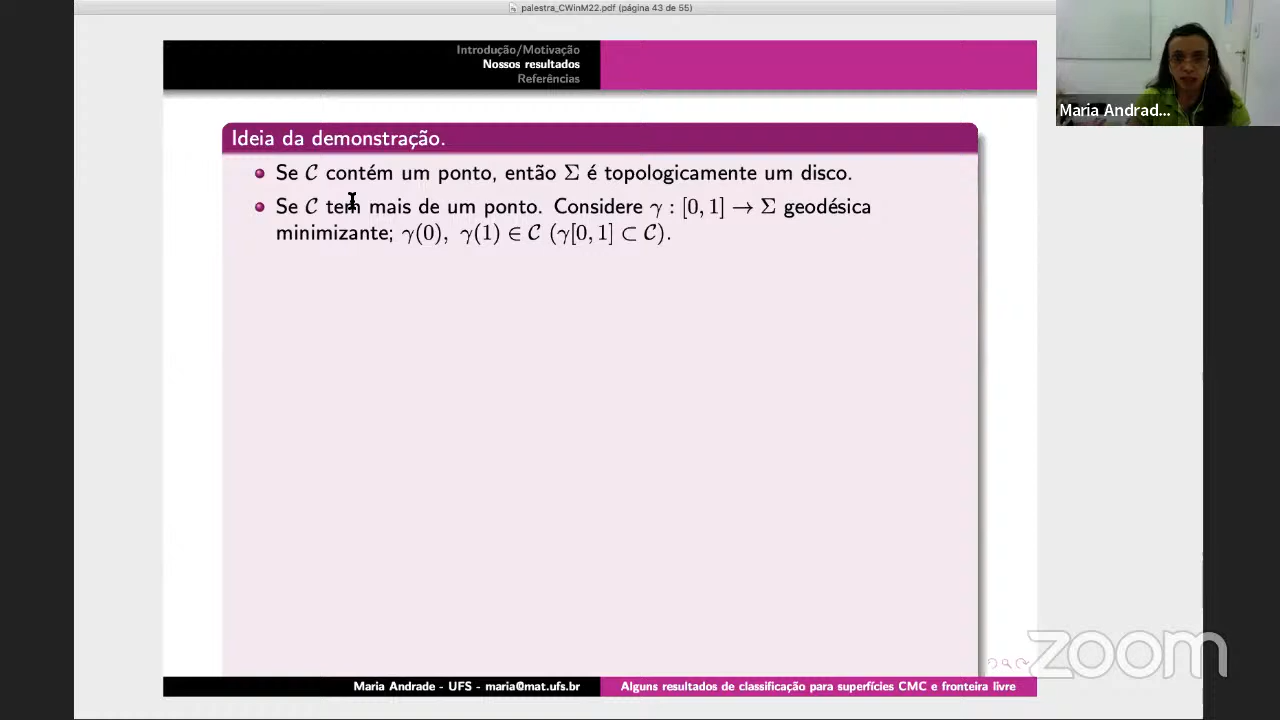 palestra_CWinM22.pdf (página 43 de 55)
Introdução/Motivação
Nossos resultados
Referências
Maria Andrad...
Ideia da demonstração.
Se 𝒞 contém um ponto, então Σ é topologicamente um disco.
Se 𝒞 tem mais de um ponto. Considere γ : [0, 1] → Σ geodésica
minimizante; γ(0), γ(1) ∈ 𝒞 (γ[0, 1] ⊂ 𝒞).
zoom
Maria Andrade - UFS - maria@mat.ufs.br
Alguns resultados de classificação para superfícies CMC e fronteira livre